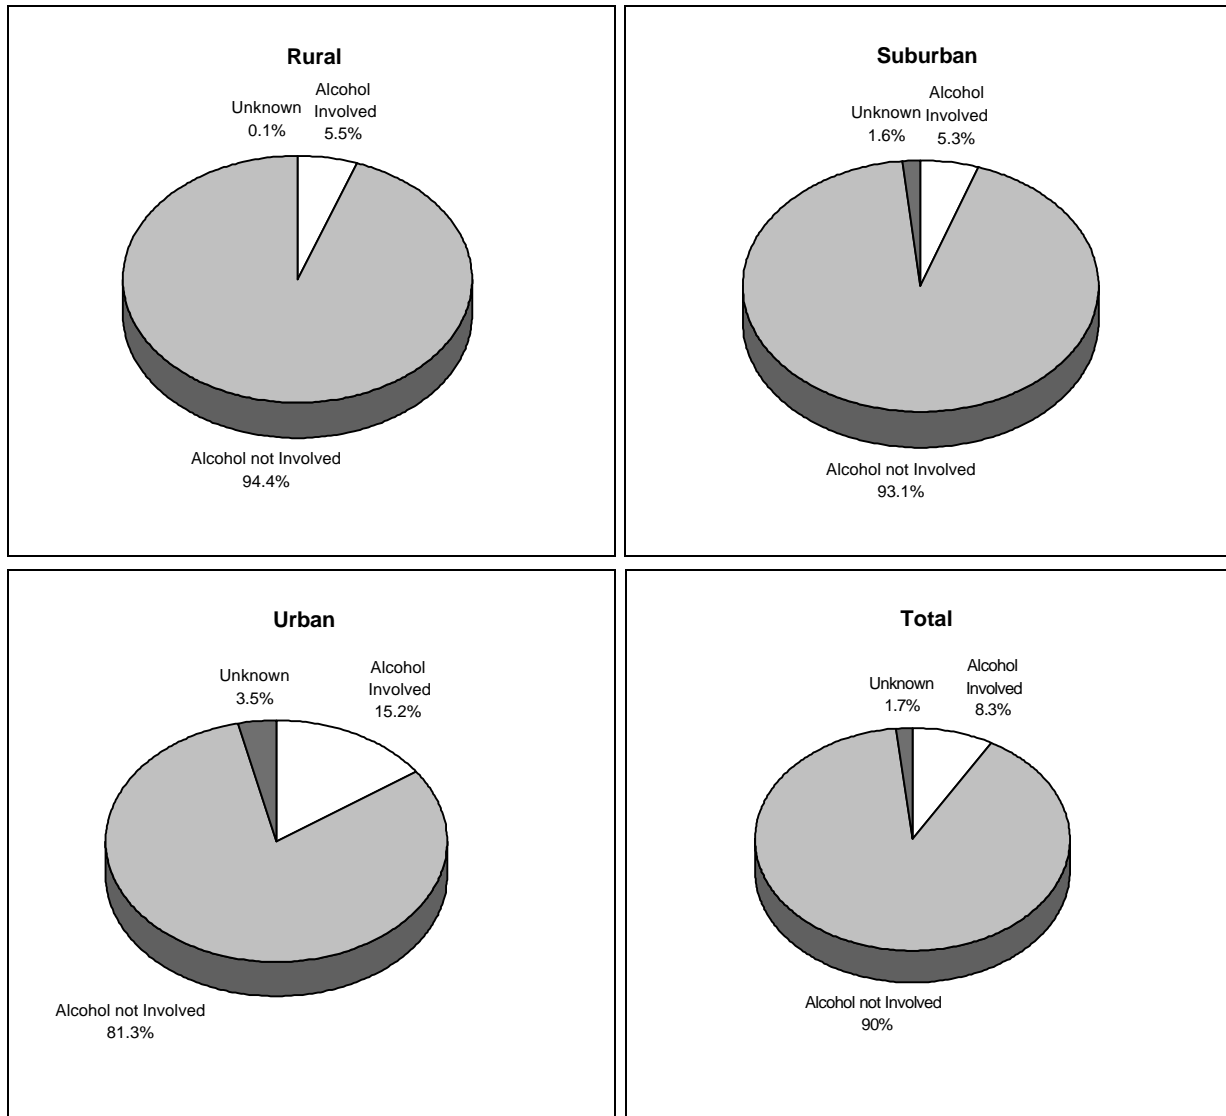 Rural
Unknown
0.1%
Alcohol
Involved
5.5%
Alcohol not Involved
94.4%
Suburban
Unknown
1.6%
Alcohol
Involved
5.3%
Alcohol not Involved
93.1%
Urban
Unknown
3.5%
Alcohol
Involved
15.2%
Alcohol not Involved
81.3%
Total
Unknown
1.7%
Alcohol
Involved
8.3%
Alcohol not Involved
90%